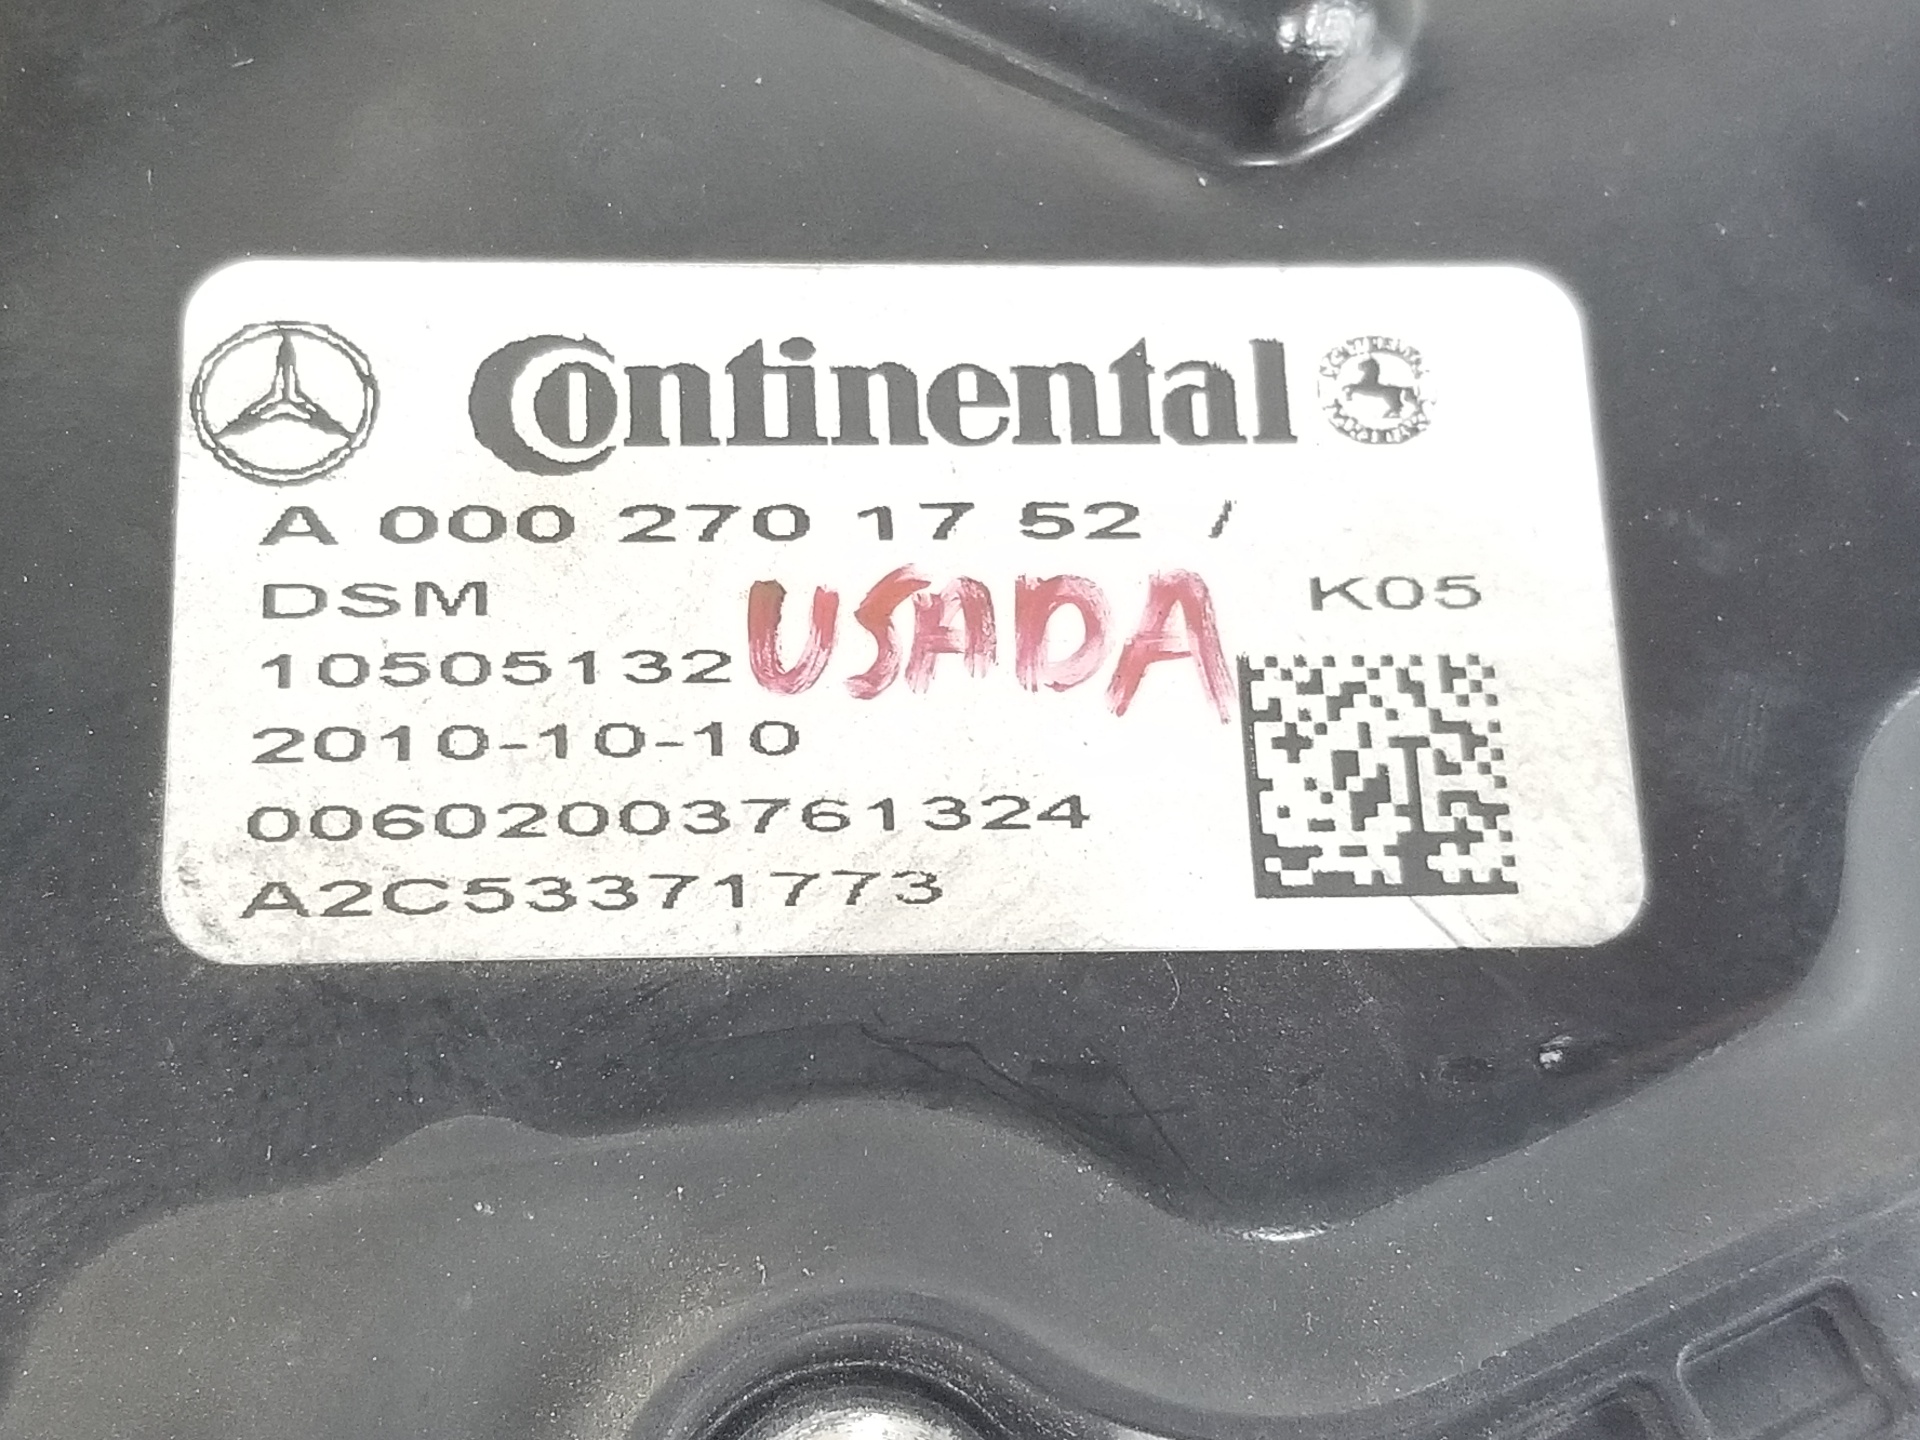 Continental
A 000 270 17 52 /
DSM
K05
USADA
10505132
2010-10-10
00602003761324
A2C53371773